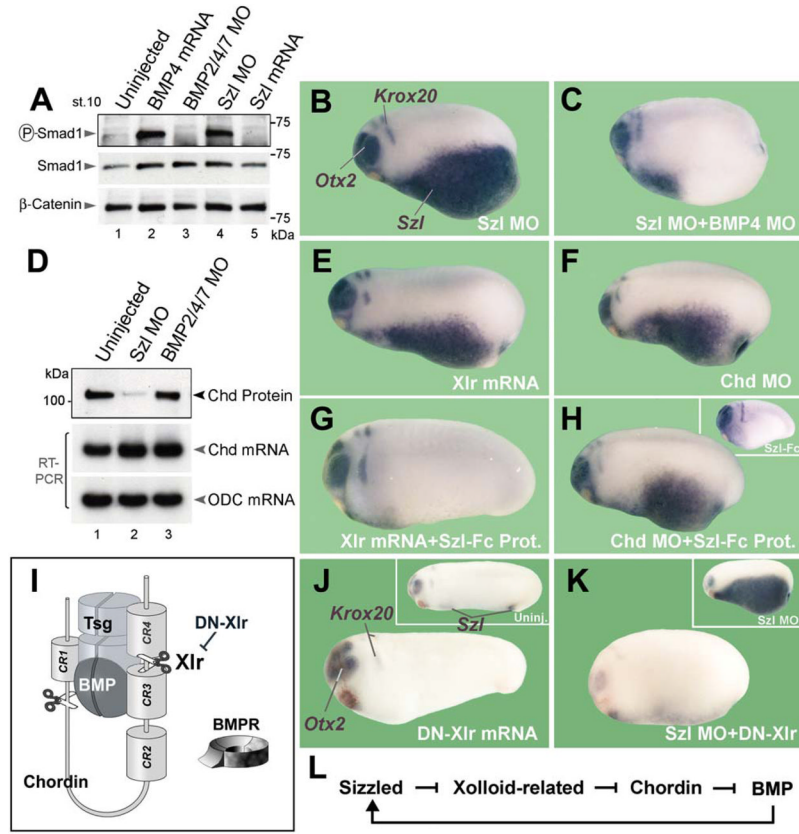 A
st.10
Uninjected
BMP4 mRNA
BMP2/4/7 MO
Szl MO
Szl mRNA
P-Smad1
-75
-75
Smad1
β-Catenin
-75
1 2 3 4 5 kDa
B
Krox20
Otx2
Szl
Szl MO
C
Szl MO+BMP4 MO
D
Uninjected
Szl MO
BMP2/4/7 MO
kDa
100
Chd Protein
RT-
PCR
Chd mRNA
ODC mRNA
1 2 3
E
Xlr mRNA
F
Chd MO
G
Xlr mRNA+Szl-Fc Prot.
H
Szl-Fc
Chd MO+Szl-Fc Prot.
I
Tsg
CR4
DN-Xlr
CR1
Xlr
BMP
CR3
BMPR
CR2
Chordin
J
Krox20
Szl
Uninj.
Otx2
DN-Xlr mRNA
K
Szl MO
Szl MO+DN-Xlr
L
Sizzled Xolloid-related Chordin BMP